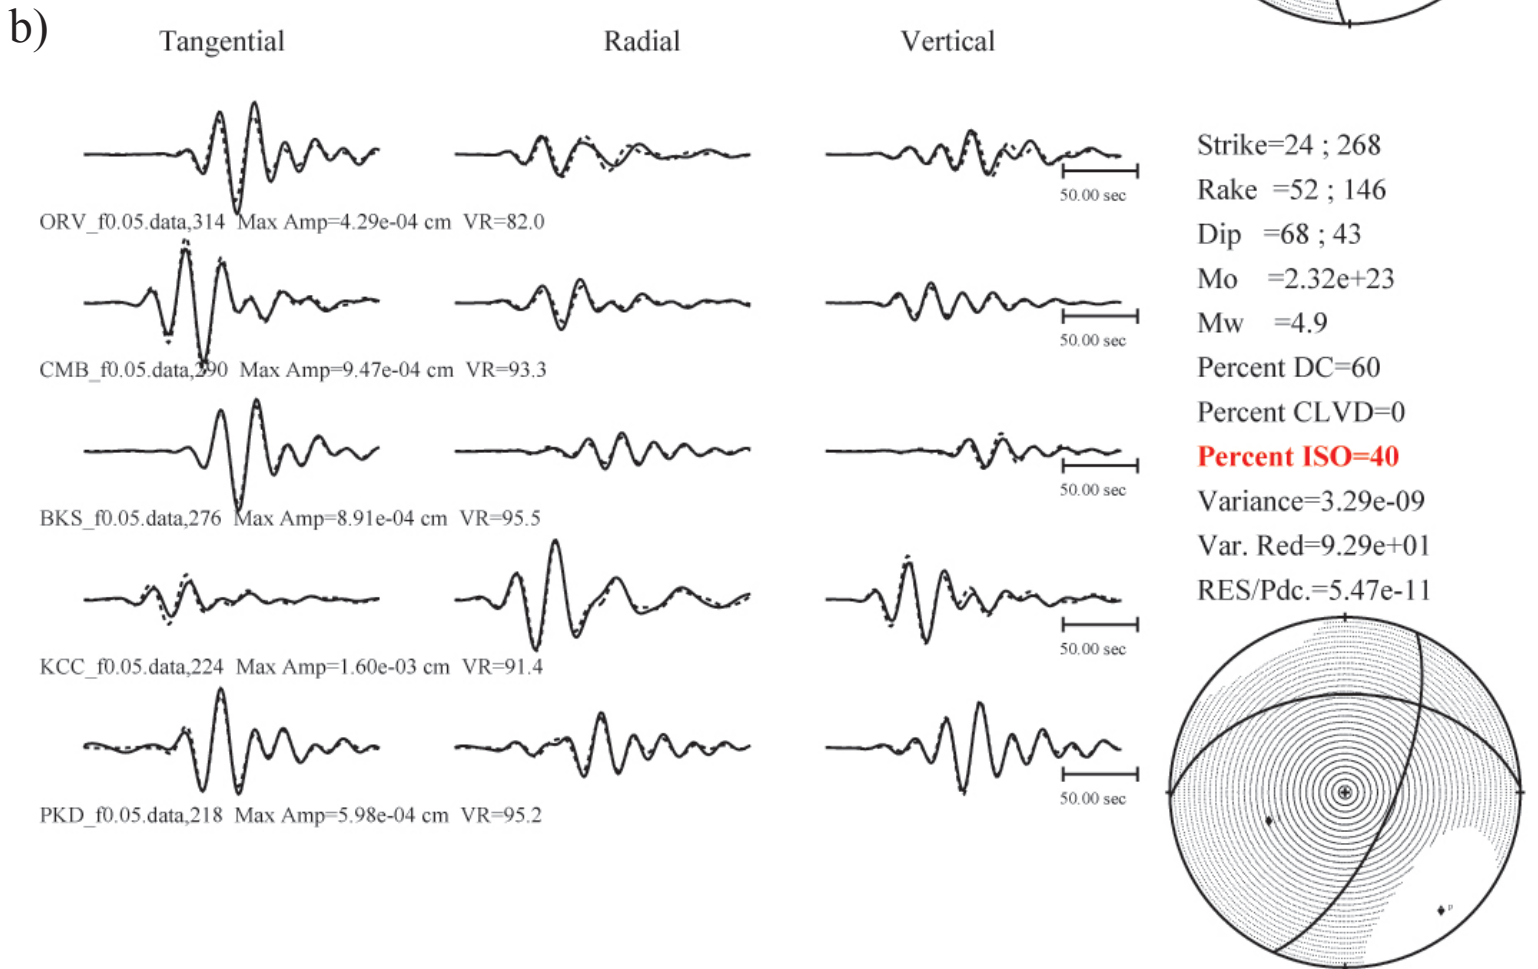 b)
Tangential Radial Vertical
50.00 sec
ORV_f0.05.data,314 Max Amp=4.29e-04 cm VR=82.0
50.00 sec
CMB_f0.05.data,290 Max Amp=9.47e-04 cm VR=93.3
50.00 sec
BKS_f0.05.data,276 Max Amp=8.91e-04 cm VR=95.5
50.00 sec
KCC_f0.05.data,224 Max Amp=1.60e-03 cm VR=91.4
50.00 sec
PKD_f0.05.data,218 Max Amp=5.98e-04 cm VR=95.2
Strike=24 ; 268
Rake =52 ; 146
Dip =68 ; 43
Mo =2.32e+23
Mw =4.9
Percent DC=60
Percent CLVD=0
Percent ISO=40
Variance=3.29e-09
Var. Red=9.29e+01
RES/Pdc.=5.47e-11
P